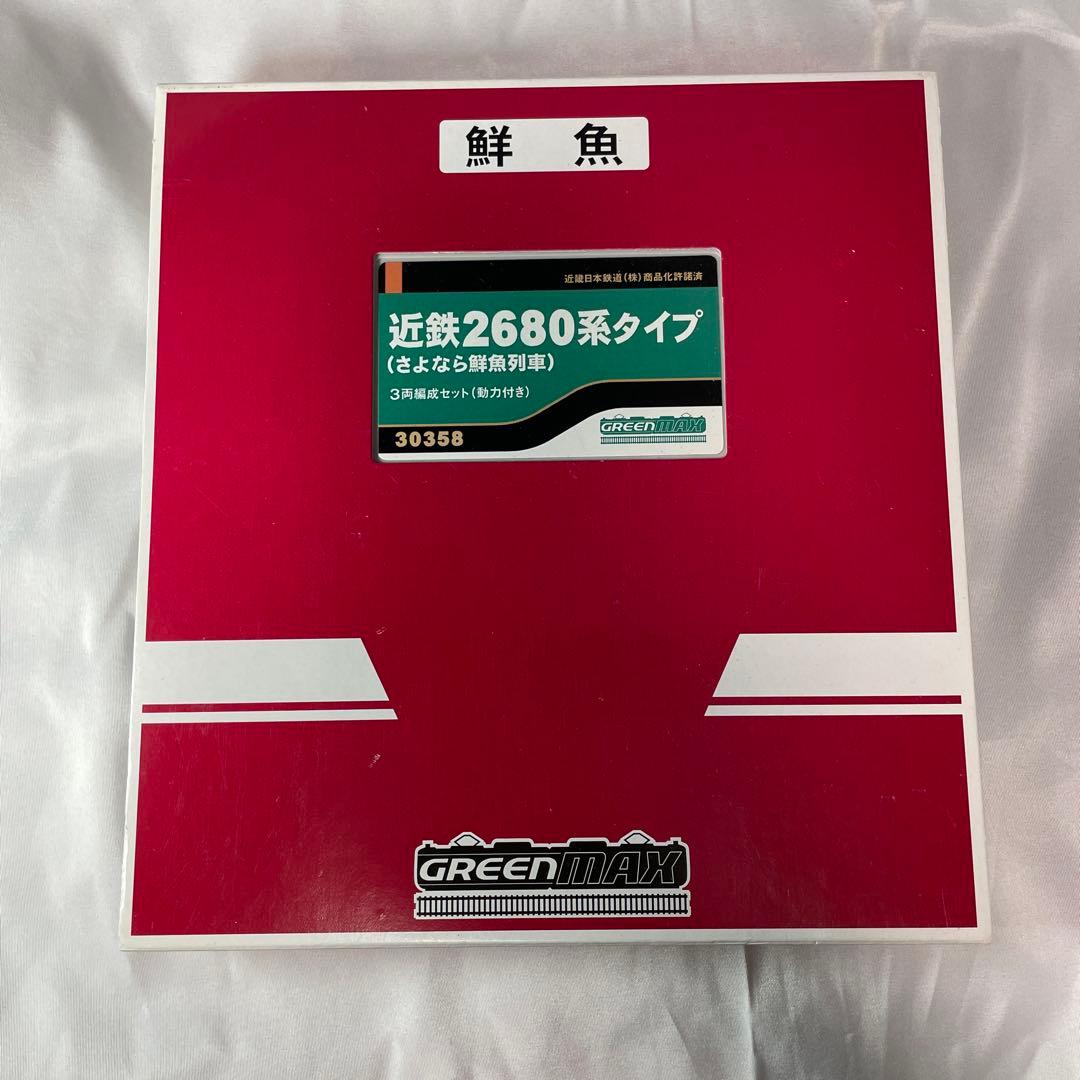 鮮 魚
近畿日本鉄道(株)商品化許諾済
近鉄2680系タイプ
(さよなら鮮魚列車)
3両編成セット(動力付き)
30358
GREENMAX
GREENMAX